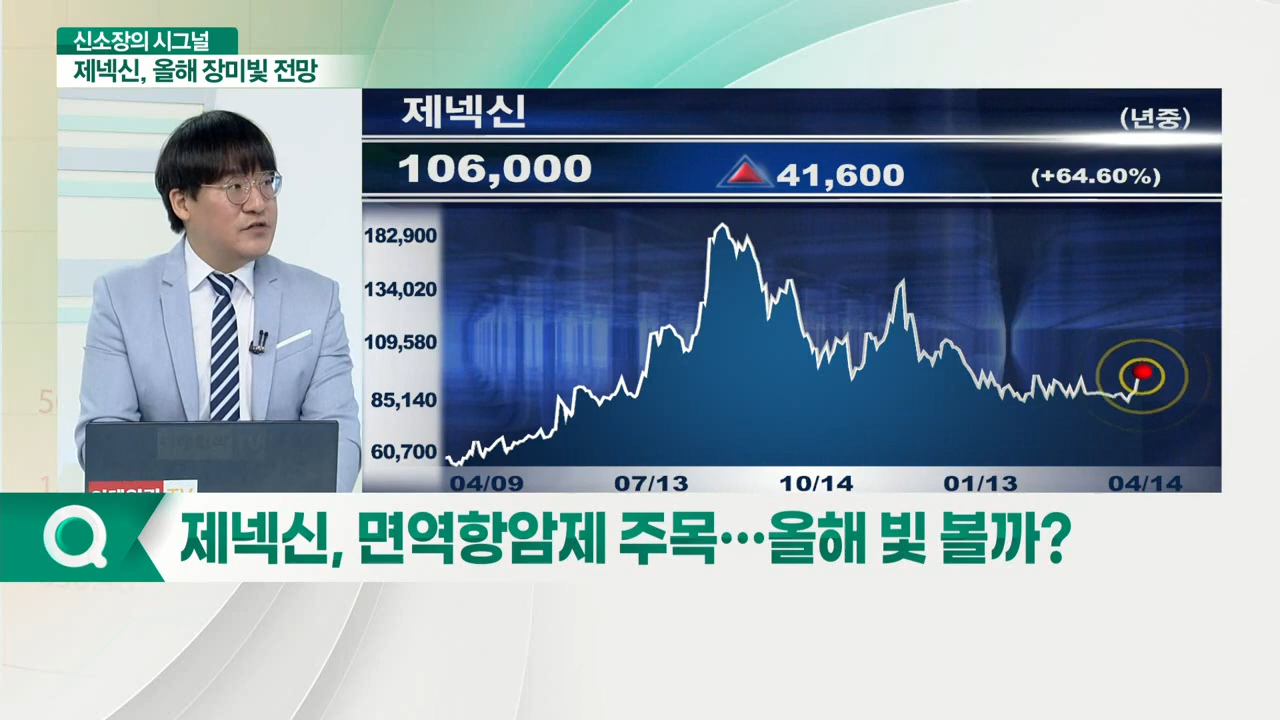 신소장의 시그널
제넥신, 올해 장미빛 전망
제넥신
(년중)
106,000 ▲ 41,600 (+64.60%)
182,900
134,020
109,580
85,140
60,700
04/09 07/13 10/14 01/13 04/14
제넥신, 면역항암제 주목…올해 빛 볼까?